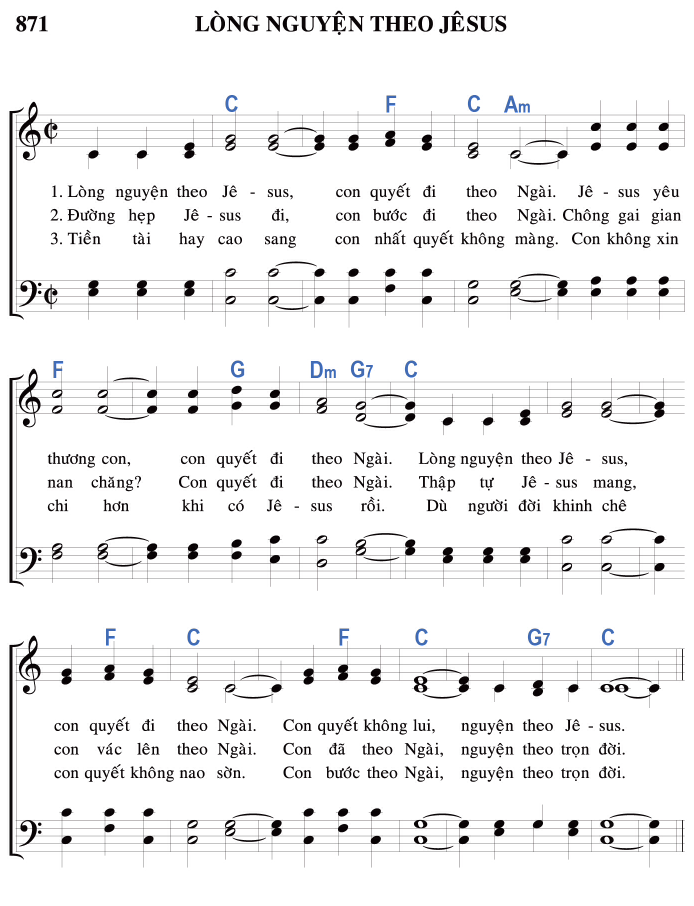 871 LÒNG NGUYỆN THEO JÊSUS
C F C Am
1. Lòng nguyện theo Jê - sus, con quyết đi theo Ngài. Jê - sus yêu
2. Đường hẹp Jê - sus đi, con bước đi theo Ngài. Chông gai gian
3. Tiền tài hay cao sang con nhất quyết không màng. Con không xin
F G Dm G7 C
thương con, con quyết đi theo Ngài. Lòng nguyện theo Jê - sus,
nan chăng? Con quyết đi theo Ngài. Thập tự Jê - sus mang,
chi hơn khi có Jê - sus rồi. Dù người đời khinh chê
F C F C G7 C
con quyết đi theo Ngài. Con quyết không lui, nguyện theo Jê - sus.
con vác lên theo Ngài. Con đã theo Ngài, nguyện theo trọn đời.
con quyết không nao sờn. Con bước theo Ngài, nguyện theo trọn đời.